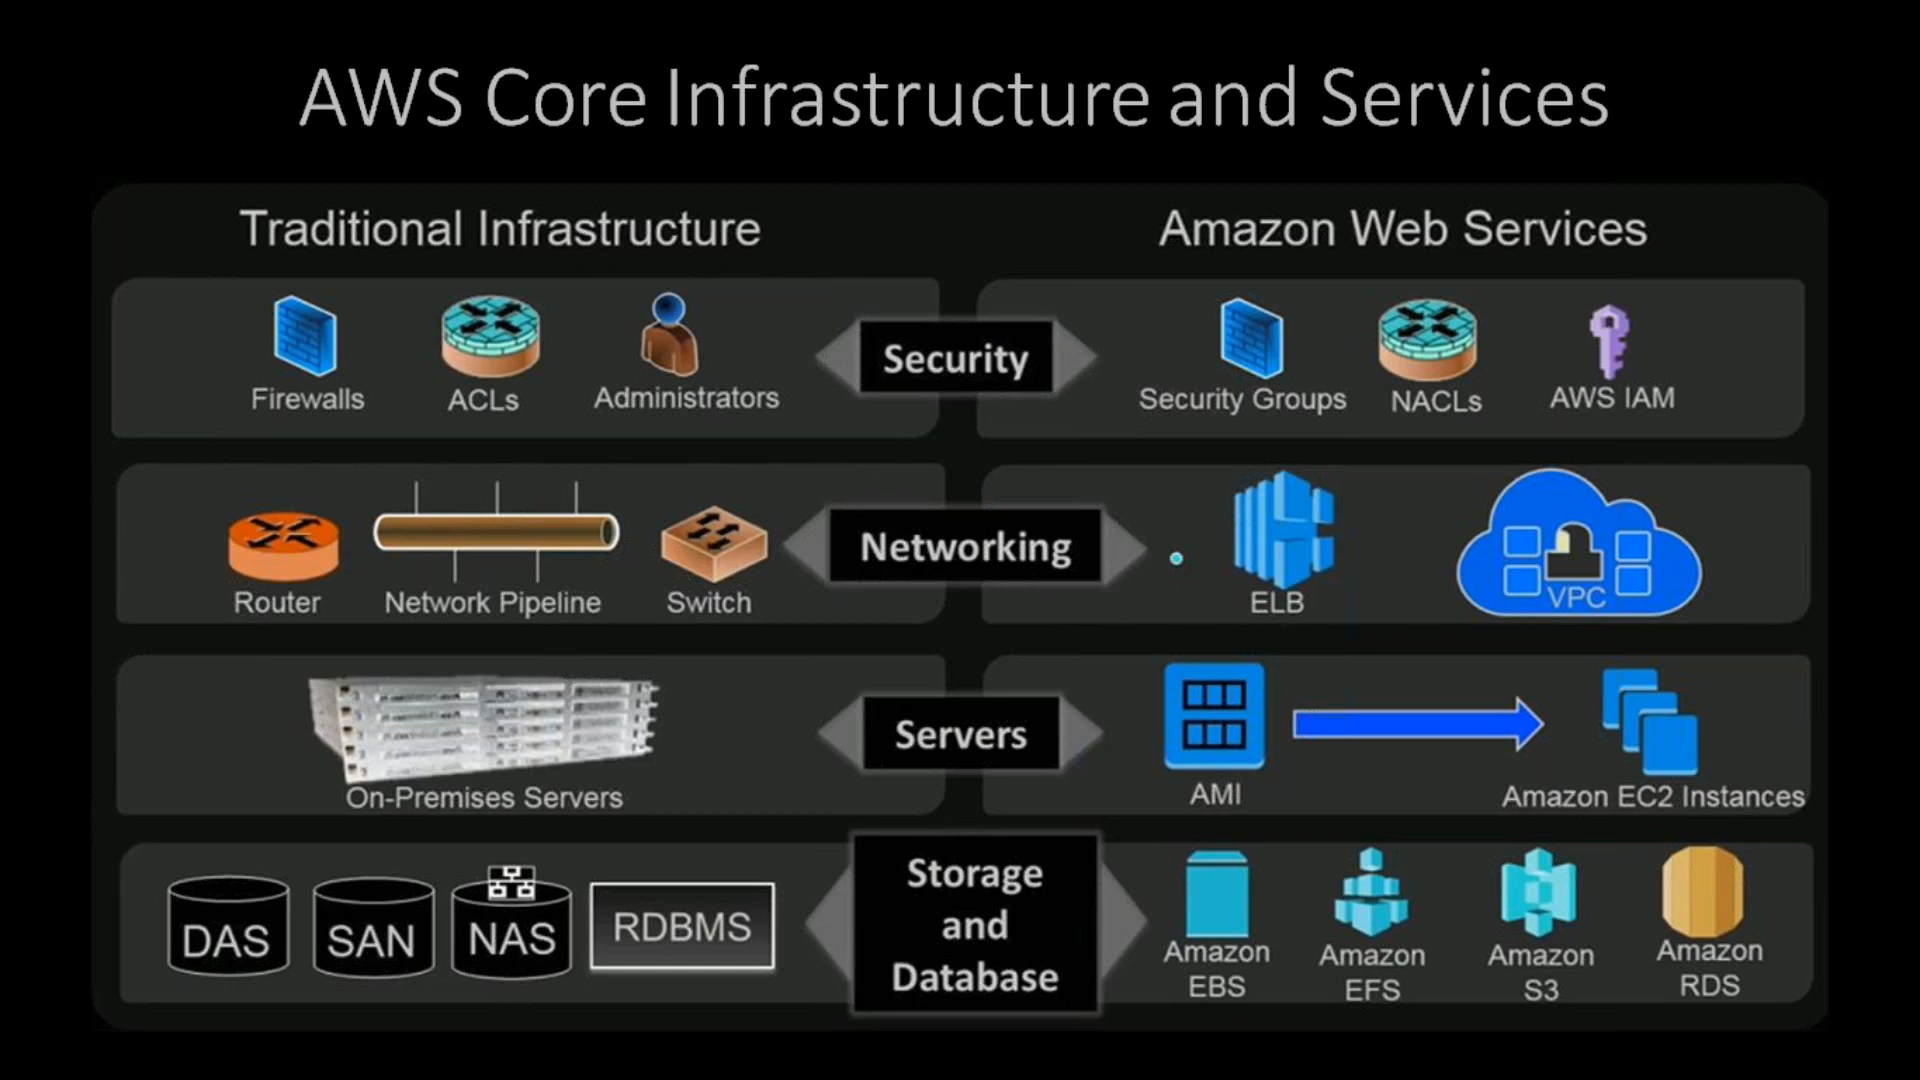 AWS Core Infrastructure and Services
Traditional Infrastructure
Amazon Web Services
Firewalls
ACLs
Administrators
Security
Security Groups
NACLs
AWS IAM
Router
Network Pipeline
Switch
Networking
ELB
VPC
On-Premises Servers
Servers
AMI
Amazon EC2 Instances
DAS
SAN
NAS
RDBMS
Storage
and
Database
Amazon
EBS
Amazon
EFS
Amazon
S3
Amazon
RDS